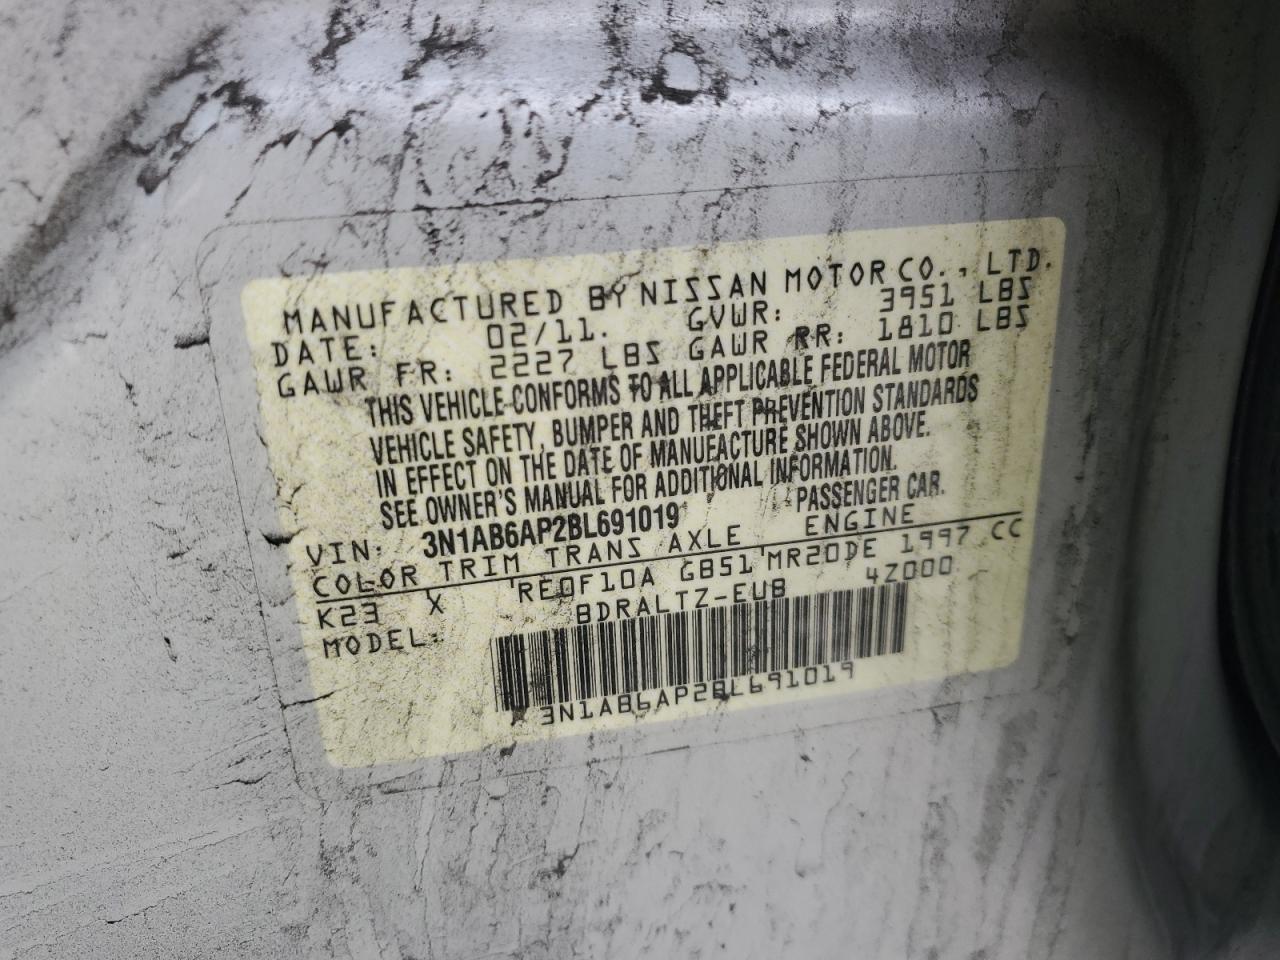 MANUFACTURED BY NISSAN MOTOR CO., LTD.
DATE: 02/11. GVWR: 3951 LBS
GAWR FR: 2227 LBS GAWR RR: 1810 LBS
THIS VEHICLE CONFORMS TO ALL APPLICABLE FEDERAL MOTOR
VEHICLE SAFETY, BUMPER AND THEFT PREVENTION STANDARDS
IN EFFECT ON THE DATE OF MANUFACTURE SHOWN ABOVE.
SEE OWNER'S MANUAL FOR ADDITIONAL INFORMATION.
VIN: 3N1AB6AP2BL691019 PASSENGER CAR.
COLOR TRIM TRANS AXLE ENGINE
K23 X RE0F10A GB51 MR20DE 1997 CC
MODEL: BDRALTZ-EUB 4Z000
3N1AB6AP2BL691019